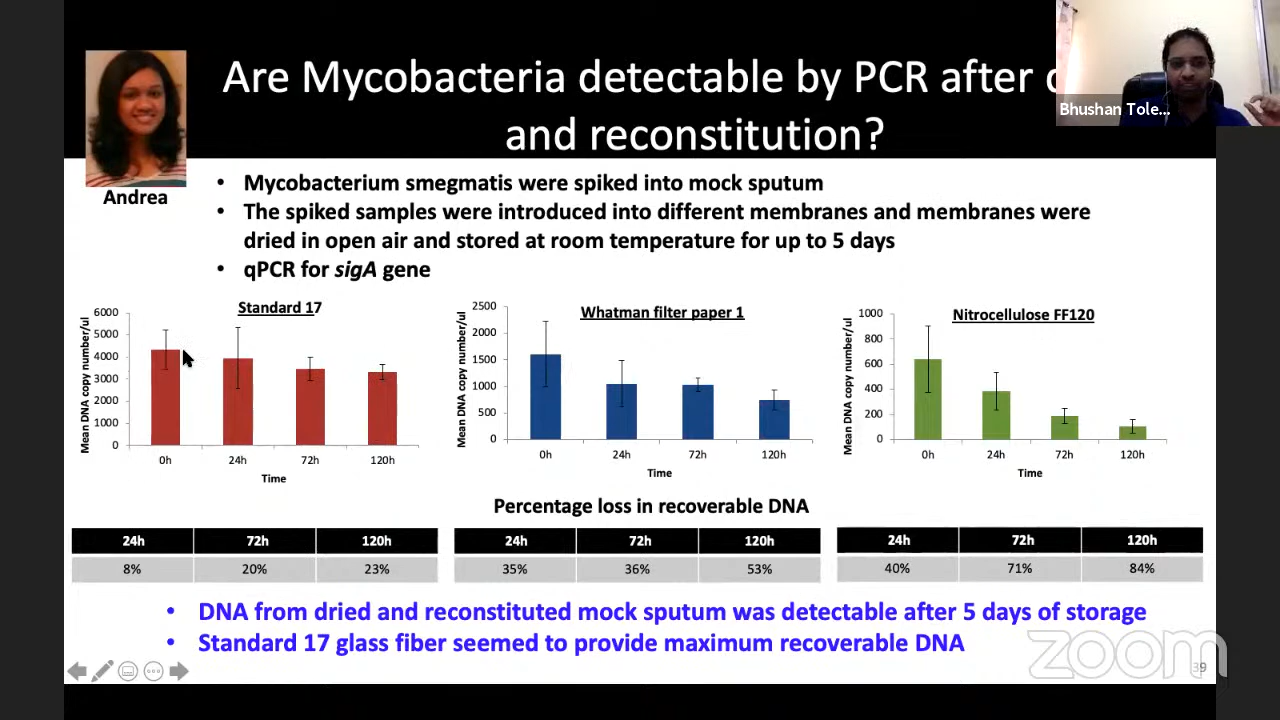 Are Mycobacteria detectable by PCR after
and reconstitution?
Bhushan Tole...
Andrea
• Mycobacterium smegmatis were spiked into mock sputum
• The spiked samples were introduced into different membranes and membranes were
dried in open air and stored at room temperature for up to 5 days
• qPCR for sigA gene
Standard 17
Mean DNA copy number/ul
6000
5000
4000
3000
2000
1000
0
0h 24h 72h 120h
Time
Whatman filter paper 1
Mean DNA copy number/ul
2500
2000
1500
1000
500
0
0h 24h 72h 120h
Time
Nitrocellulose FF120
Mean DNA copy number/ul
1000
800
600
400
200
0
0h 24h 72h 120h
Time
Percentage loss in recoverable DNA
24h 72h 120h
8% 20% 23%
24h 72h 120h
35% 36% 53%
24h 72h 120h
40% 71% 84%
• DNA from dried and reconstituted mock sputum was detectable after 5 days of storage
• Standard 17 glass fiber seemed to provide maximum recoverable DNA
zoom
39